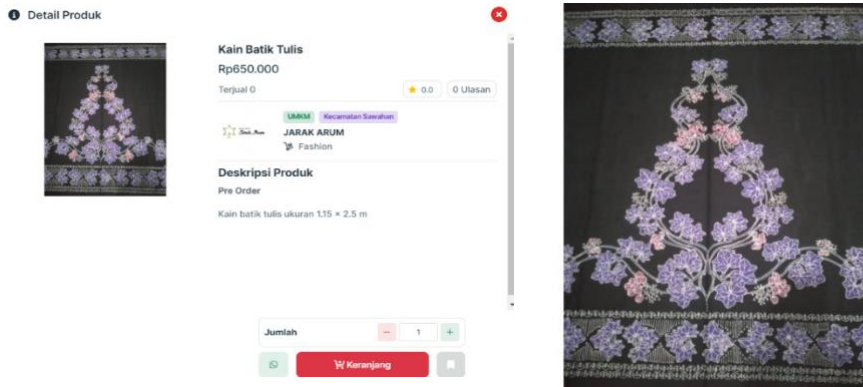 Detail Produk
Kain Batik Tulis
Rp650.000
Terjual 0
0.0
0 Ulasan
UMKM
Kecamatan Sawahan
JARAK ARUM
Fashion
Deskripsi Produk
Pre Order
Kain batik tulis ukuran 1.15 × 2.5 m
Jumlah
− 1 +
Keranjang